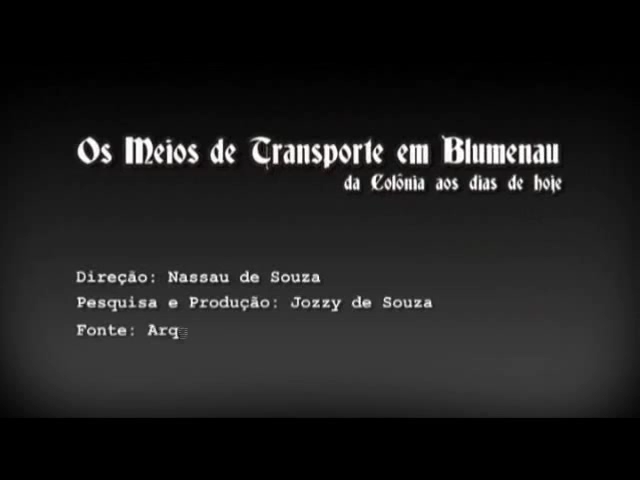 Os Meios de Transporte em Blumenau
da Colônia aos dias de hoje
Direção: Nassau de Souza
Pesquisa e Produção: Jozzy de Souza
Fonte: Arq